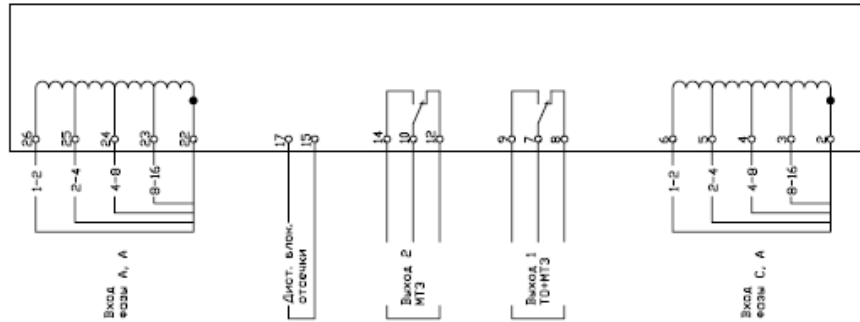 26
25
24
23
22
17
15
14
10
12
9
7
8
6
5
4
3
2
1-2
2-4
4-8
8-16
1-2
2-4
4-8
8-16
Вход
фазы A, A
Дист. блок.
отсечки
Выход 2
МТЗ
Выход 1
ТО+МТЗ
Вход
фазы C, A